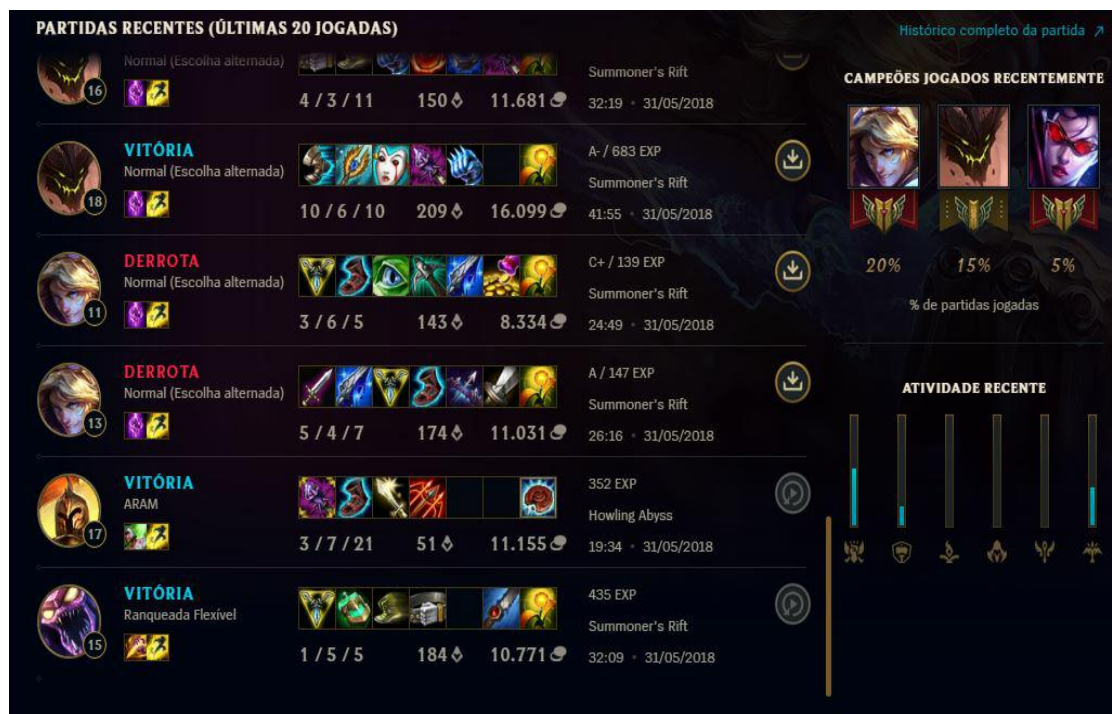 PARTIDAS RECENTES (ÚLTIMAS 20 JOGADAS)
Histórico completo da partida
Normal (Escolha alternada)
16
4 / 3 / 11 150 11.681
Summoner's Rift
32:19 • 31/05/2018
VITÓRIA
Normal (Escolha alternada)
18
10 / 6 / 10 209 16.099
A- / 683 EXP
Summoner's Rift
41:55 • 31/05/2018
DERROTA
Normal (Escolha alternada)
11
3 / 6 / 5 143 8.334
C+ / 139 EXP
Summoner's Rift
24:49 • 31/05/2018
DERROTA
Normal (Escolha alternada)
13
5 / 4 / 7 174 11.031
A / 147 EXP
Summoner's Rift
26:16 • 31/05/2018
VITÓRIA
ARAM
17
3 / 7 / 21 51 11.155
352 EXP
Howling Abyss
19:34 • 31/05/2018
VITÓRIA
Ranqueada Flexível
15
1 / 5 / 5 184 10.771
435 EXP
Summoner's Rift
32:09 • 31/05/2018
CAMPEÕES JOGADOS RECENTEMENTE
20% 15% 5%
% de partidas jogadas
ATIVIDADE RECENTE